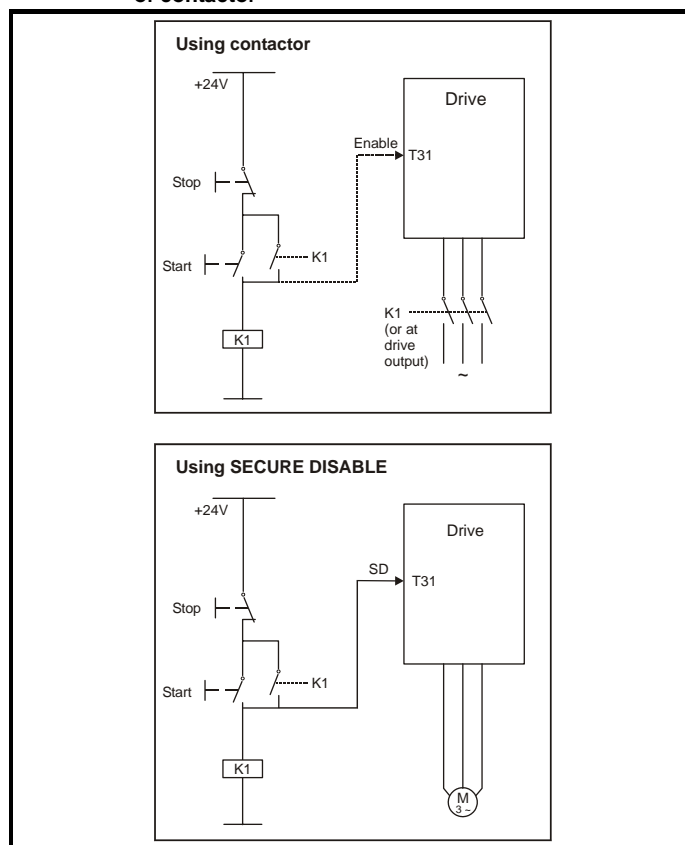 or contactor
Using contactor
+24V
Drive
Enable
T31
Stop
K1
Start
K1
(or at
drive
output)
K1
~
Using SECURE DISABLE
+24V
Drive
SD
T31
Stop
K1
Start
K1
M
3 ~